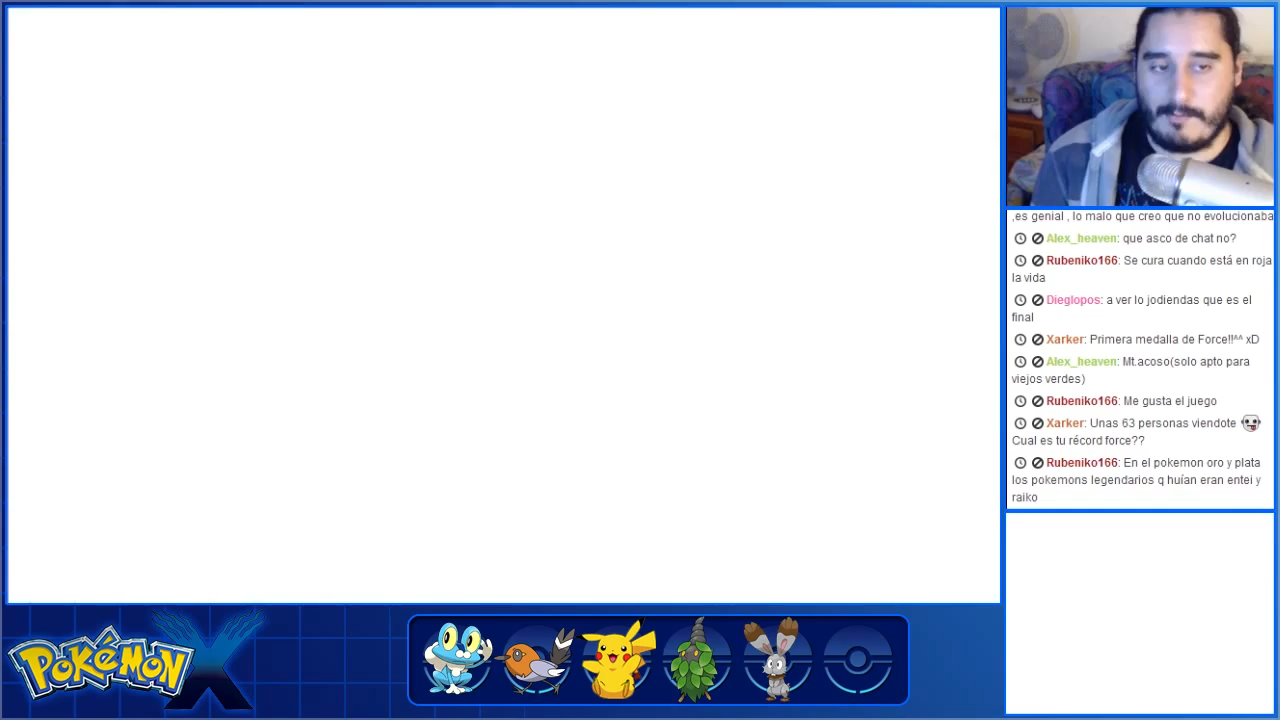 ,es genial , lo malo que creo que no evolucionaba
Alex_heaven: que asco de chat no?
Rubeniko166: Se cura cuando está en roja
la vida
Dieglopos: a ver lo jodiendas que es el
final
Xarker: Primera medalla de Force!!^^ xD
Alex_heaven: Mt.acoso(solo apto para
viejos verdes)
Rubeniko166: Me gusta el juego
Xarker: Unas 63 personas viendote
Cual es tu récord force??
Rubeniko166: En el pokemon oro y plata
los pokemons legendarios q huían eran entei y
raiko
POKéMON X